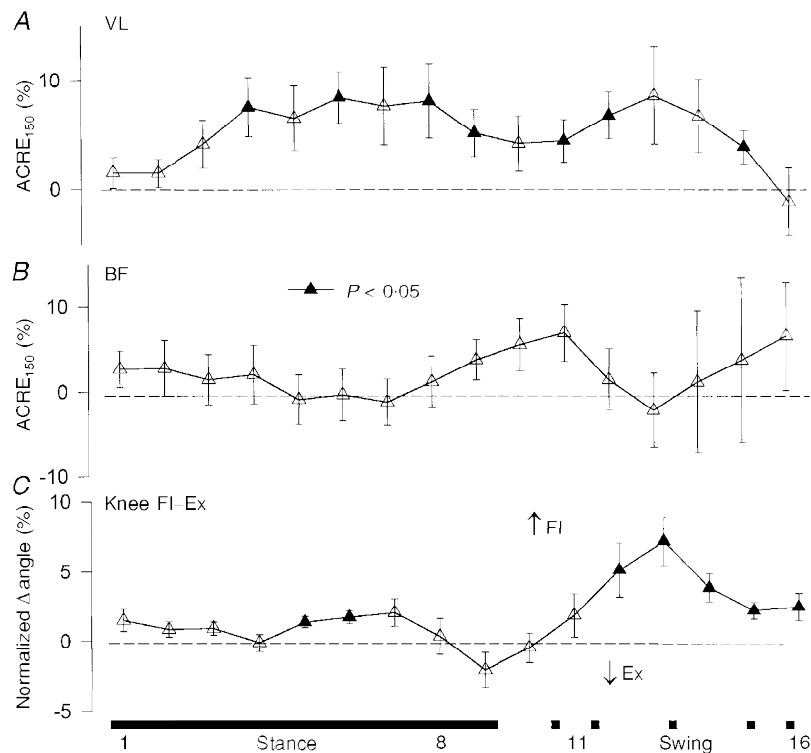 A
VL
ACRE150 (%)
10
0
B
BF
P < 0·05
ACRE150 (%)
10
0
-10
C
Knee Fl–Ex
Normalized Δ angle (%)
10
↑ Fl
5
0
↓ Ex
-5
1 Stance 8 11 Swing 16